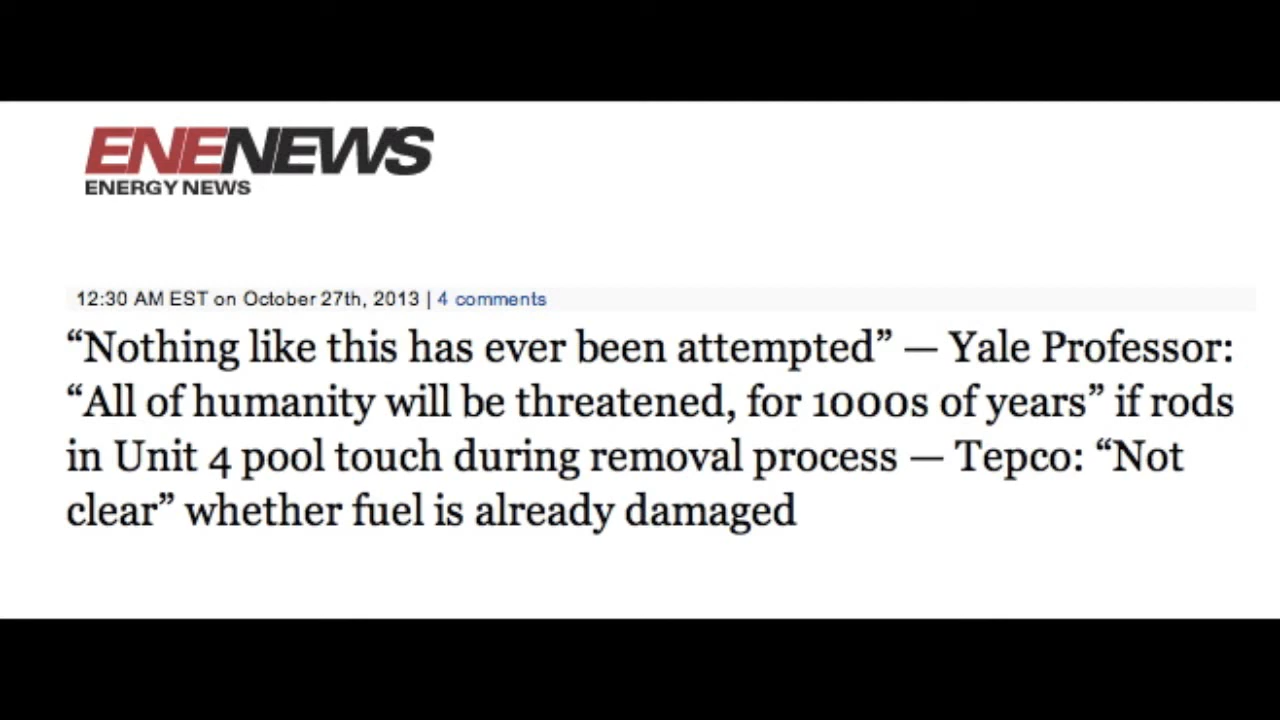 ENENEWS
ENERGY NEWS
12:30 AM EST on October 27th, 2013 | 4 comments
“Nothing like this has ever been attempted” — Yale Professor:
“All of humanity will be threatened, for 1000s of years” if rods
in Unit 4 pool touch during removal process — Tepco: “Not
clear” whether fuel is already damaged